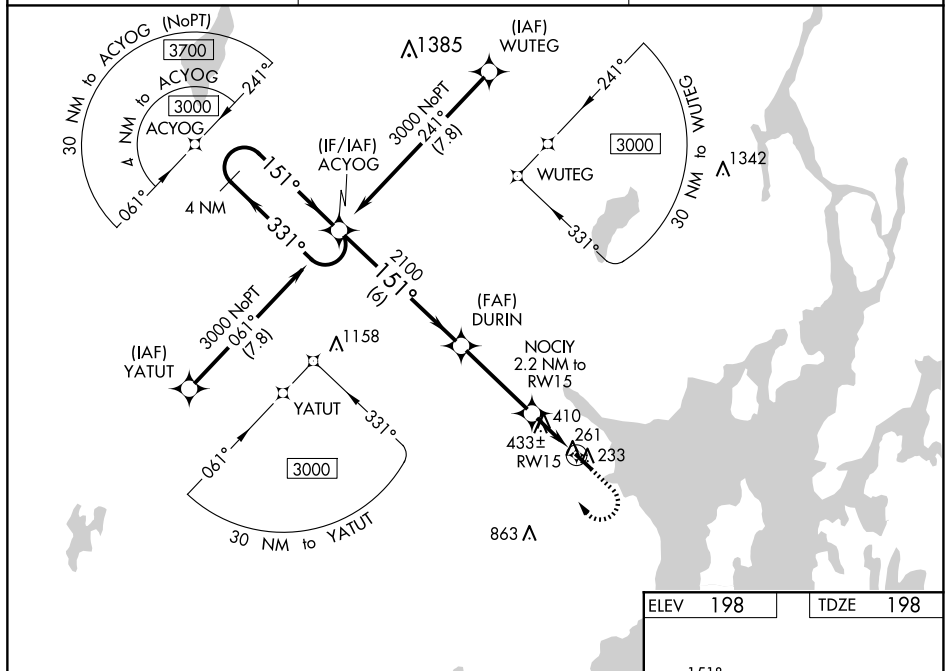 30 NM to ACYOG (NoPT)
3700
4 NM to ACYOG
3000
ACYOG
241°
061°
1385
(IAF)
WUTEG
3000 NoPT
241°
(7.8)
(IF/IAF)
ACYOG
151°
331°
4 NM
241°
3000
WUTEG
331°
30 NM to WUTEG
1342
2100
151°
(6)
(FAF)
DURIN
3000 NoPT
061°
(7.8)
(IAF)
YATUT
1158
YATUT
331°
061°
3000
30 NM to YATUT
NOCIY
2.2 NM to
RW15
410
433±
261
RW15
233
863
ELEV 198
TDZE 198
151°